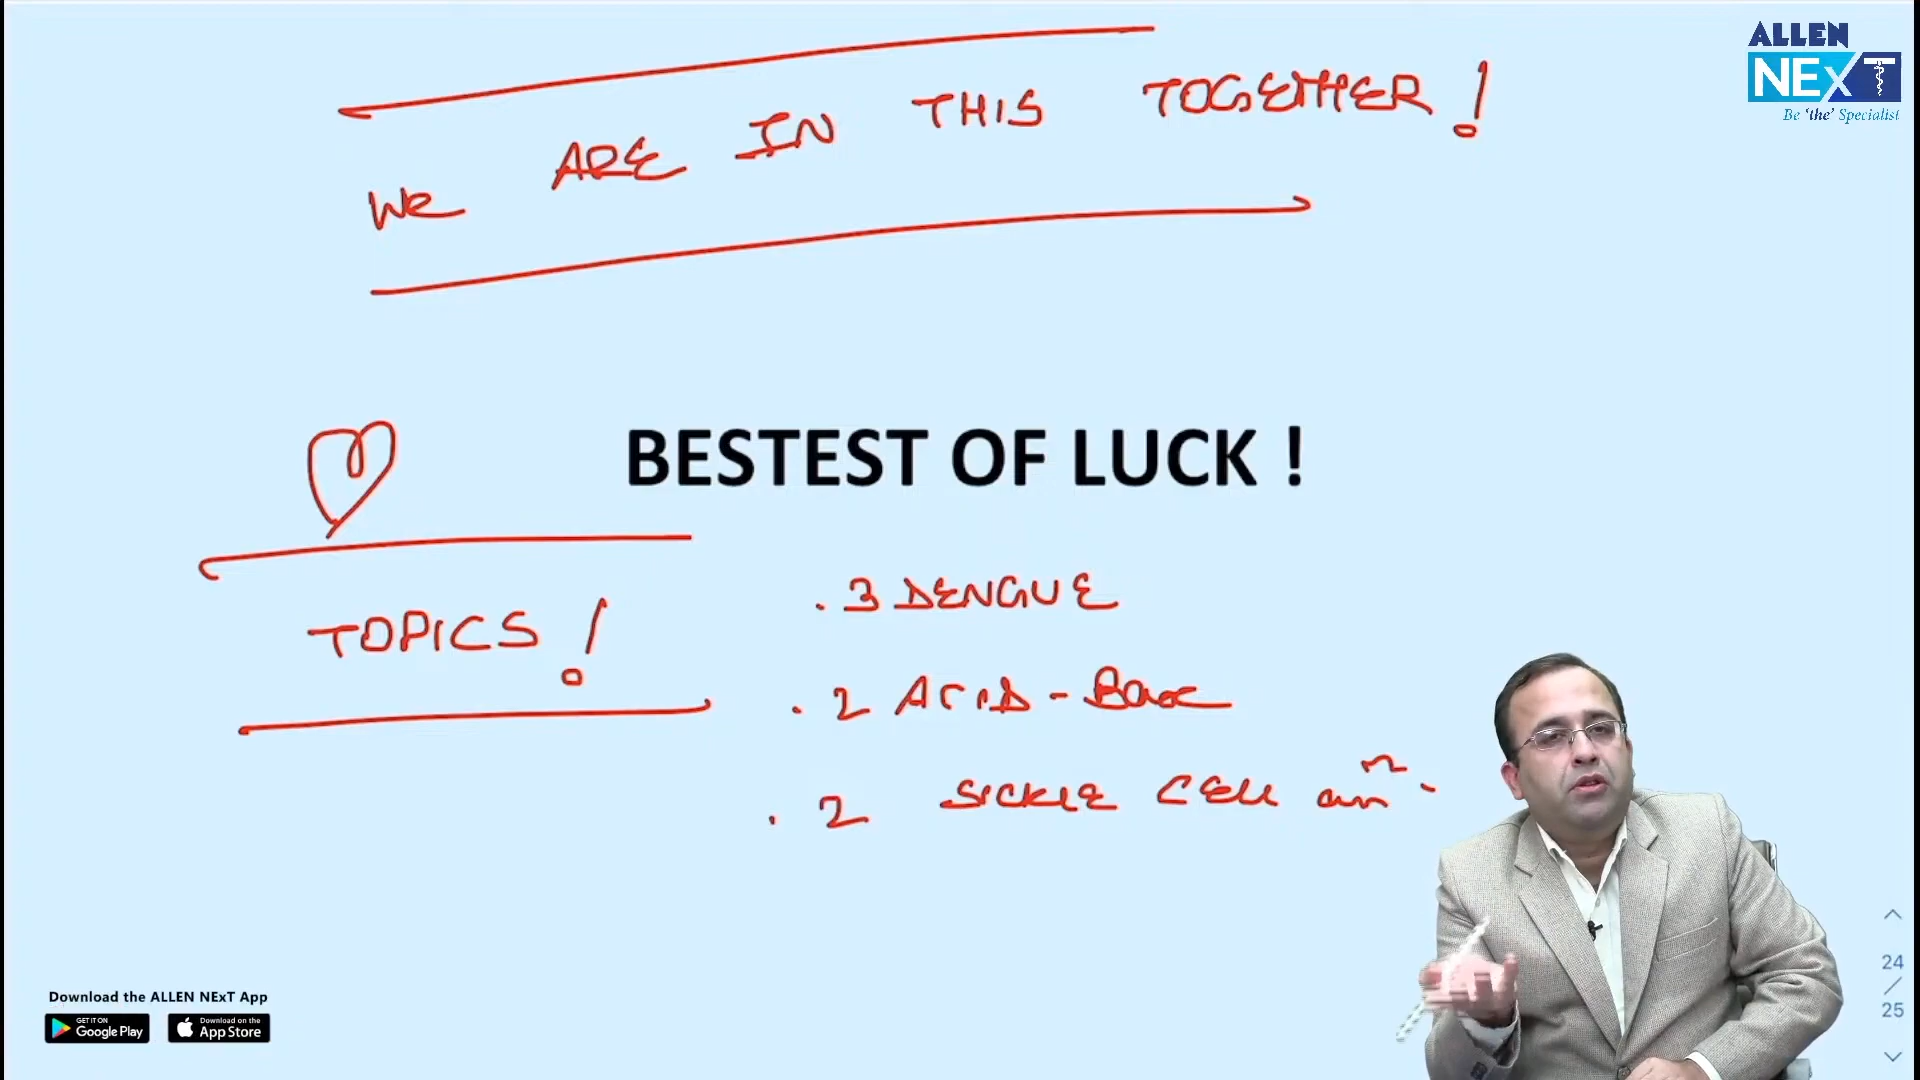 ALLEN
NExT
Be 'the' Specialist
WE ARE IN THIS TOGETHER!
BESTEST OF LUCK !
TOPICS!
. 3 DENGUE
. 2 ACID - Base
. 2 SICKLE CELL
24
/
25
Download the ALLEN NExT App
GET IT ON
Google Play
Download on the
App Store